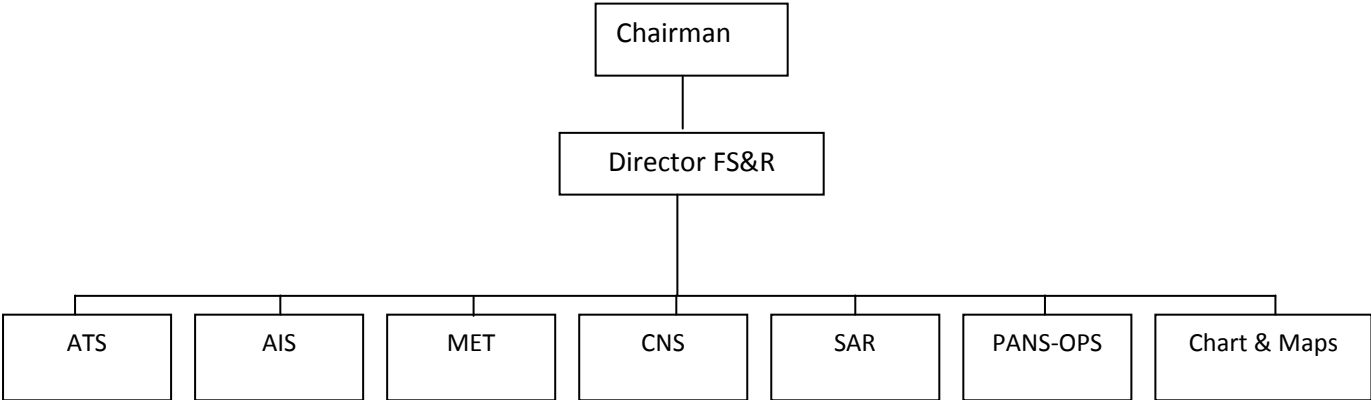 Chairman
Director FS&R
ATS
AIS
MET
CNS
SAR
PANS-OPS
Chart & Maps